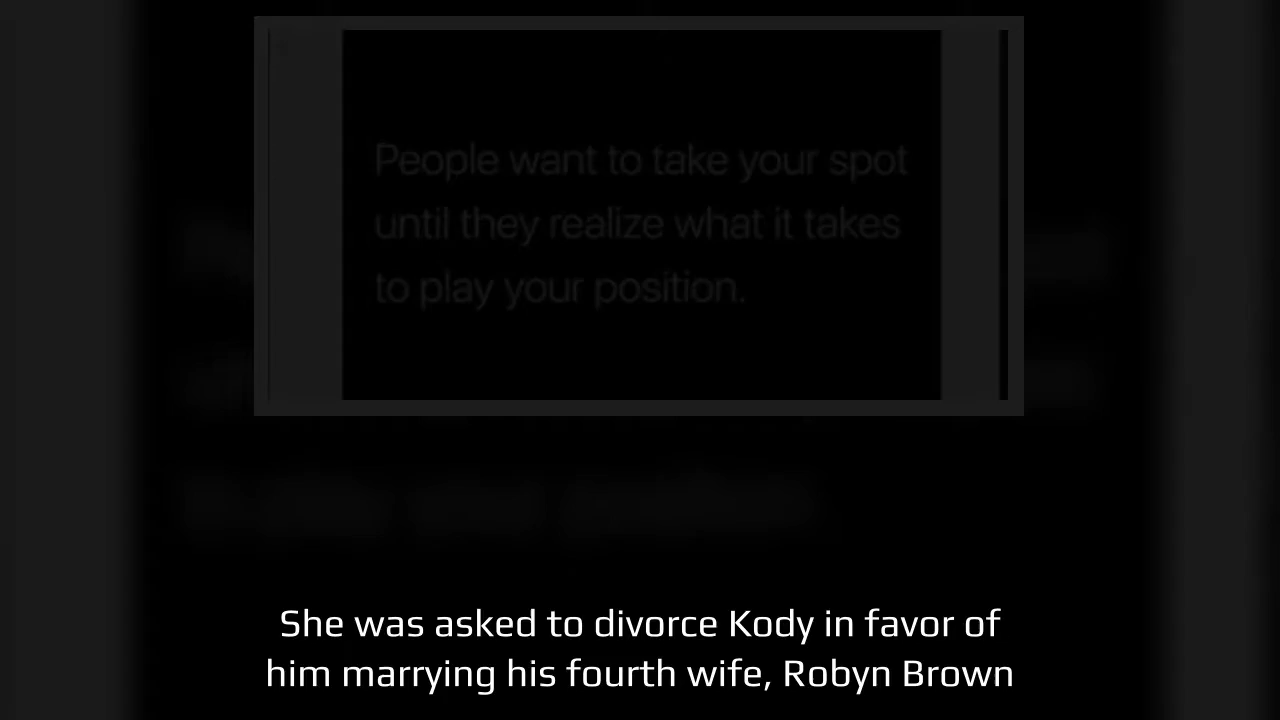 People want to take your spot
until they realize what it takes
to play your position.
She was asked to divorce Kody in favor of
him marrying his fourth wife, Robyn Brown